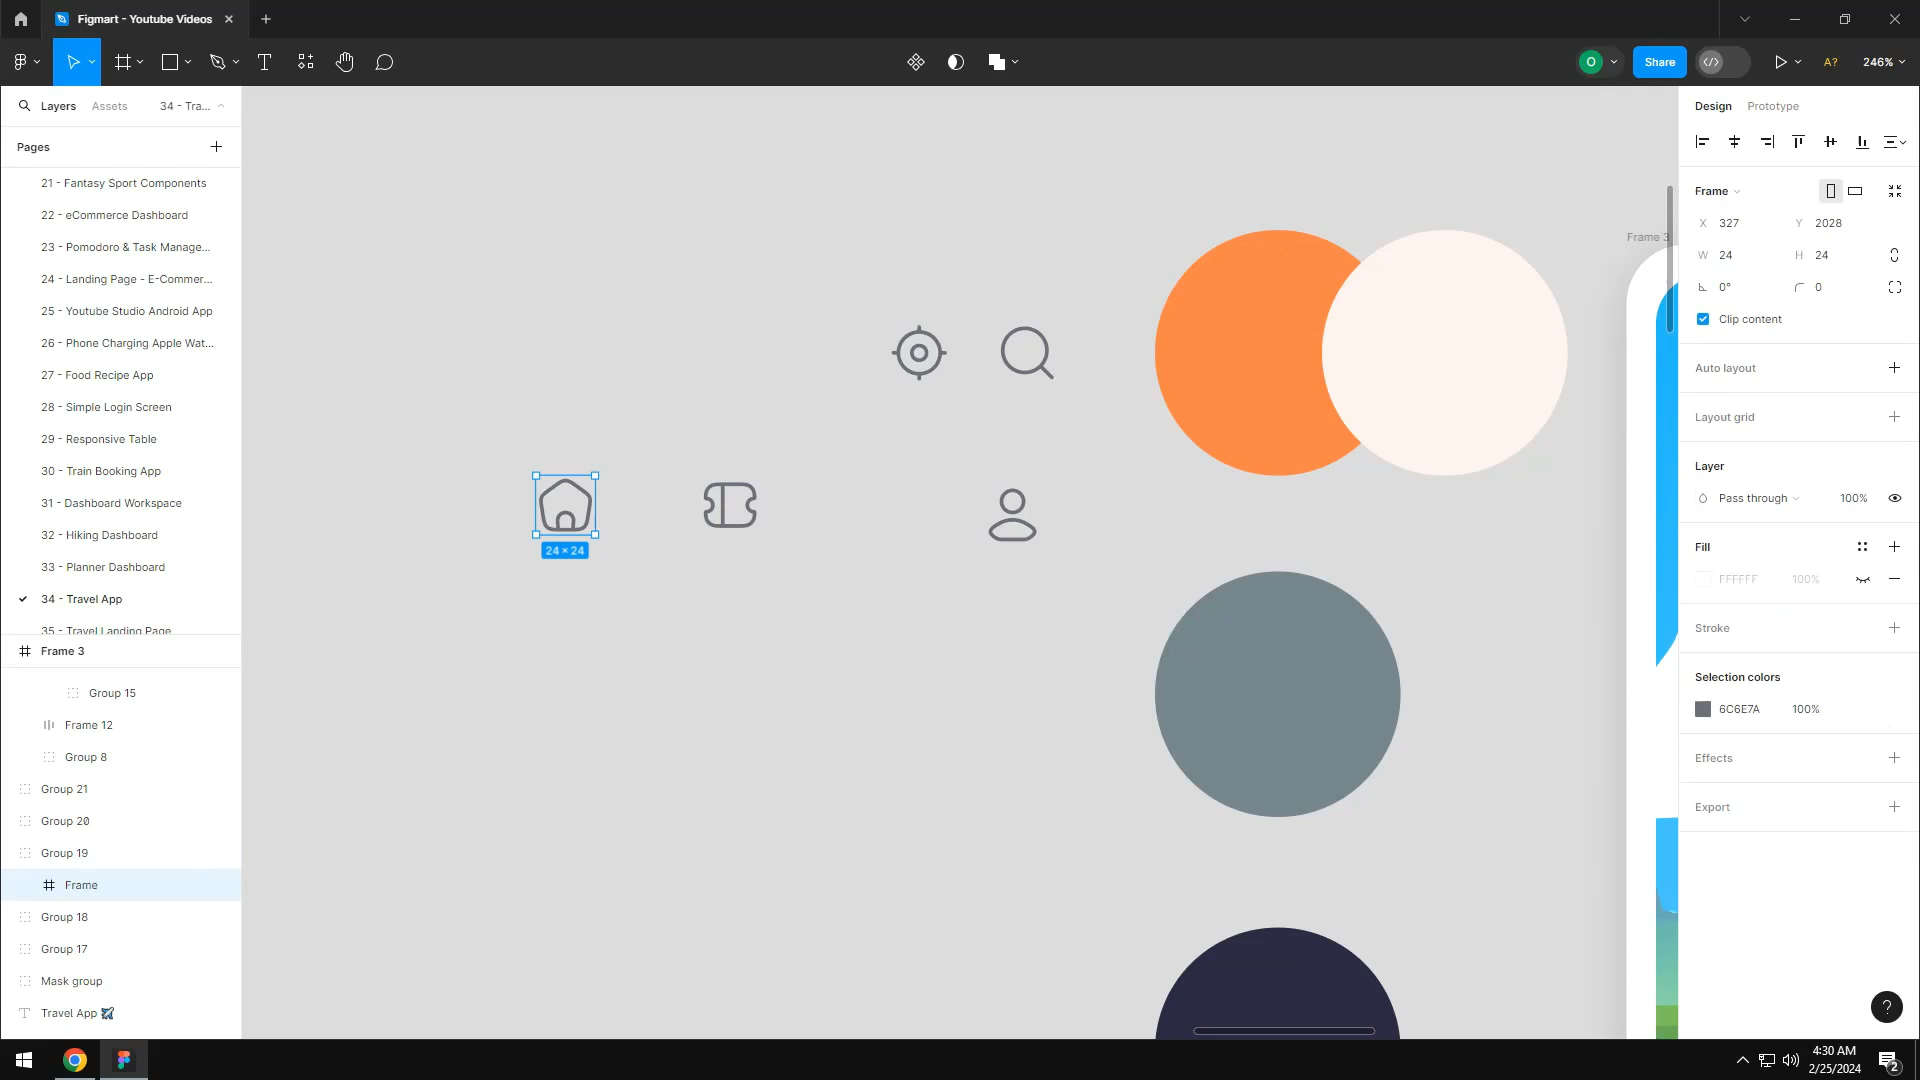 Figmart - Youtube Videos
Share
A?
246%
O
Layers
Assets
34 - Tra...
Pages
21 - Fantasy Sport Components
22 - eCommerce Dashboard
23 - Pomodoro & Task Manage...
24 - Landing Page - E-Commer...
25 - Youtube Studio Android App
26 - Phone Charging Apple Wat...
27 - Food Recipe App
28 - Simple Login Screen
29 - Responsive Table
30 - Train Booking App
31 - Dashboard Workspace
32 - Hiking Dashboard
33 - Planner Dashboard
34 - Travel App
35 - Travel Landing Page
Frame 3
Group 15
Frame 12
Group 8
Group 21
Group 20
Group 19
Frame
Group 18
Group 17
Mask group
Travel App
24 × 24
Frame 3
Design
Prototype
Frame
X 327
Y 2028
W 24
H 24
0°
0
Clip content
Auto layout
Layout grid
Layer
Pass through
100%
Fill
FFFFFF
100%
Stroke
Selection colors
6C6E7A
100%
Effects
Export
?
4:30 AM
2/25/2024
2